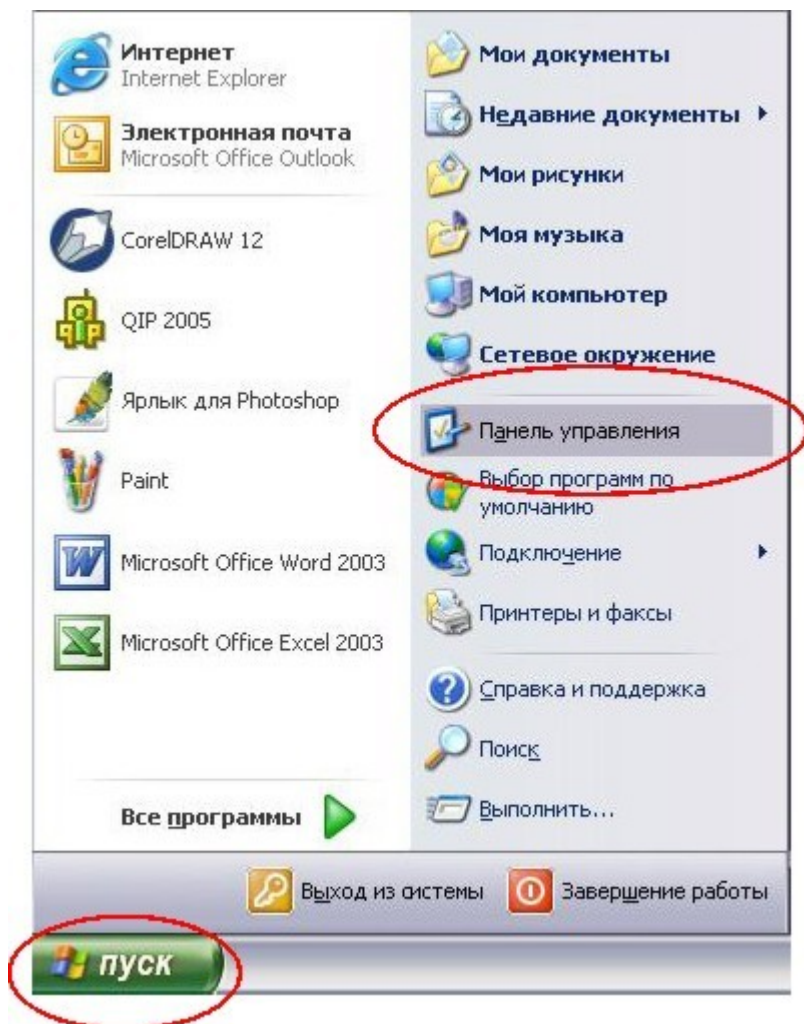 Интернет
Internet Explorer
Электронная почта
Microsoft Office Outlook
CorelDRAW 12
QIP 2005
Ярлык для Photoshop
Paint
Microsoft Office Word 2003
Microsoft Office Excel 2003
Все программы
Мои документы
Недавние документы
Мои рисунки
Моя музыка
Мой компьютер
Сетевое окружение
Панель управления
Выбор программ по
умолчанию
Подключение
Принтеры и факсы
Справка и поддержка
Поиск
Выполнить...
Выход из системы
Завершение работы
пуск